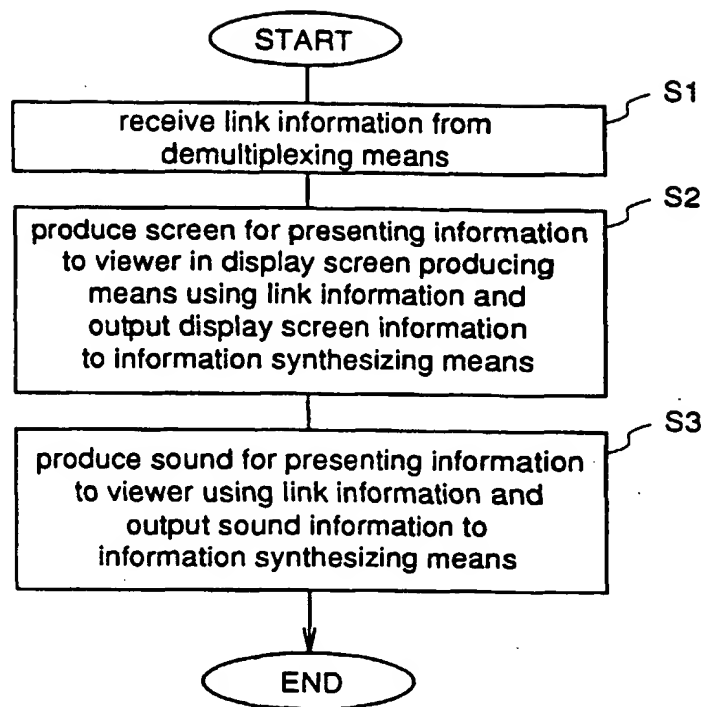 START
S1
receive link information from
demultiplexing means
S2
produce screen for presenting information
to viewer in display screen producing
means using link information and
output display screen information
to information synthesizing means
S3
produce sound for presenting information
to viewer using link information and
output sound information to
information synthesizing means
END